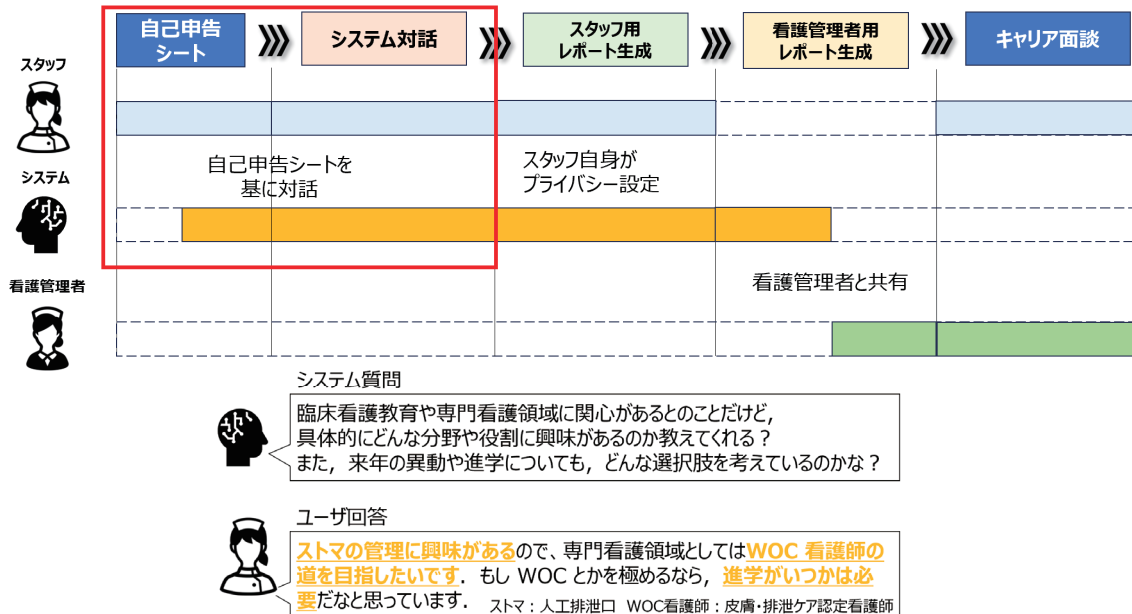 自己申告
シート
システム対話
スタッフ用
レポート生成
看護管理者用
レポート生成
キャリア面談
スタッフ
自己申告シートを
基に対話
スタッフ自身が
プライバシー設定
システム
看護管理者と共有
看護管理者
システム質問
臨床看護教育や専門看護領域に関心があるとのことだけど,
具体的にどんな分野や役割に興味があるのか教えてくれる？
また, 来年の異動や進学についても, どんな選択肢を考えているのかな？
ユーザ回答
ストマの管理に興味があるので、専門看護領域としてはWOC 看護師の
道を目指したいです. もし WOC とかを極めるなら, 進学がいつかは必
要だなと思っています. ストマ：人工排泄口 WOC看護師：皮膚・排泄ケア認定看護師